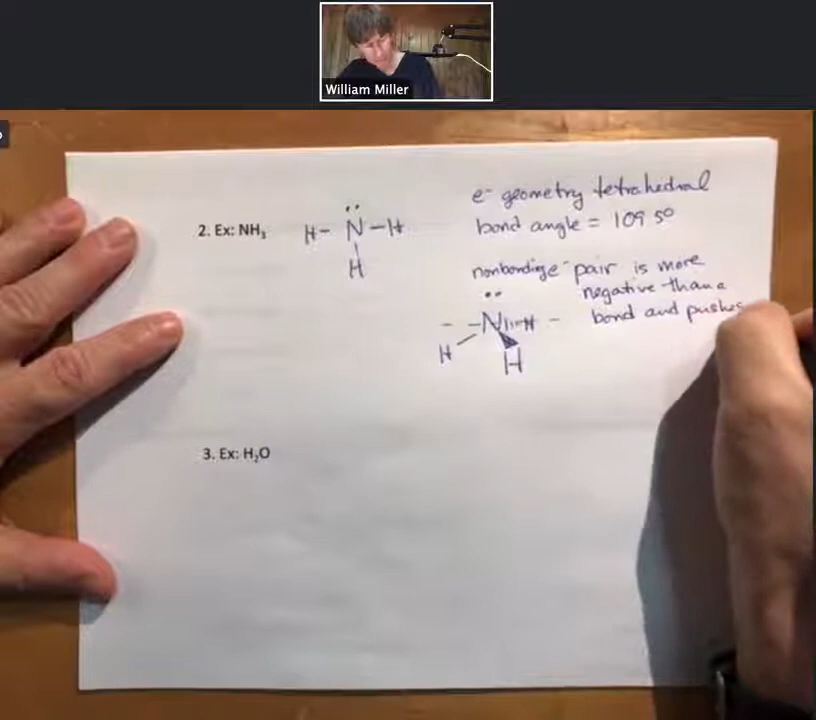 William Miller
2. Ex: NH₃
H- N -H
H
e⁻ geometry tetrahedral
bond angle = 109.5°
nonbonding e⁻ pair is more
negative than a
bond and pushes
N H
H
H
3. Ex: H₂O